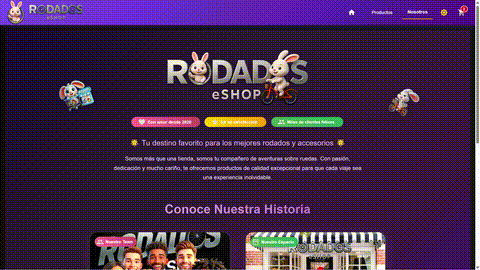 RODADOS
eSHOP
Productos
Nosotros
RODADOS
eSHOP
Con amor desde 2020
Miles de clientes felices
Tu destino favorito para los mejores rodados y accesorios
Somos más que una tienda, somos tu compañero de aventuras sobre ruedas. Con pasión,
dedicación y mucho cariño, te ofrecemos productos de calidad excepcional para que cada viaje sea
una experiencia inolvidable.
Conoce Nuestra Historia
Nuestro Team
RODADOS
Nuestro Espacio
RODADOS